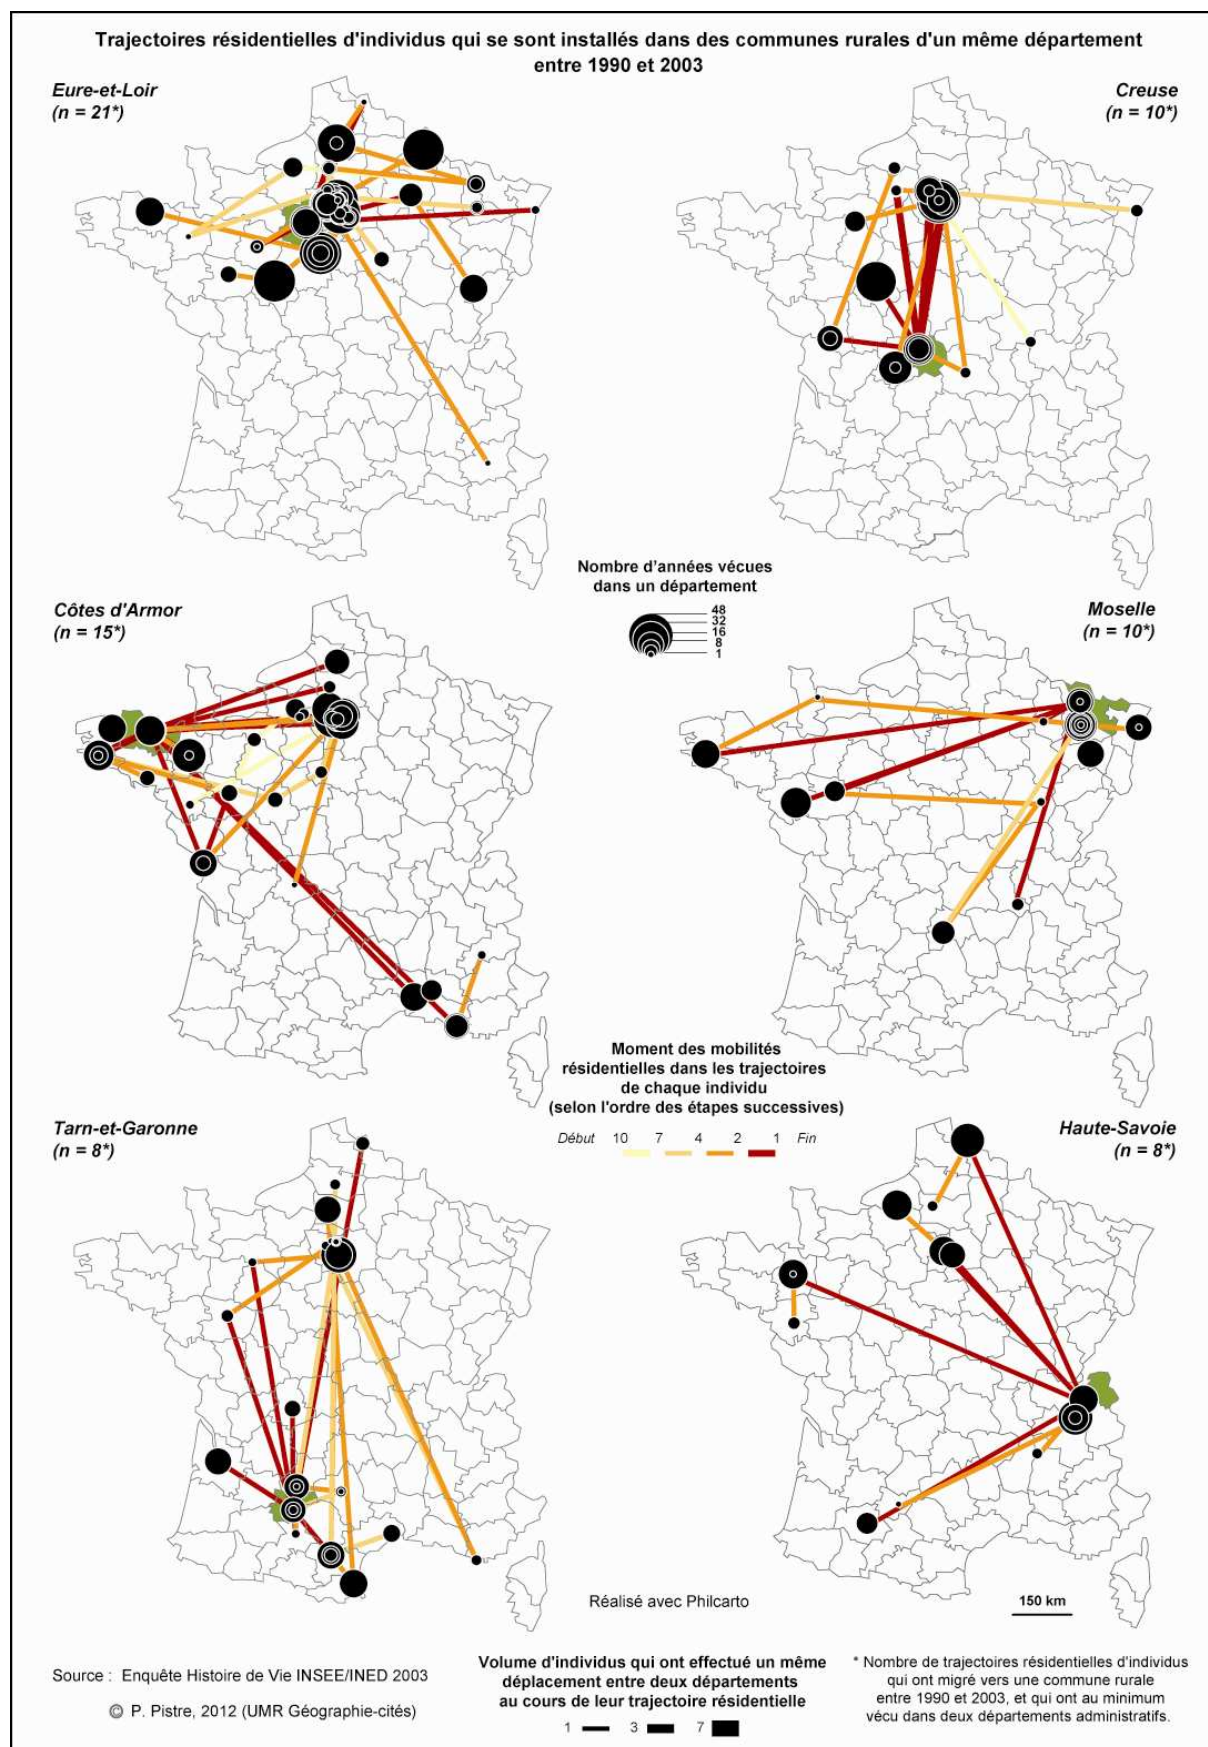 Trajectoires résidentielles d'individus qui se sont installés dans des communes rurales d'un même département
entre 1990 et 2003
Eure-et-Loir
(n = 21*)
Creuse
(n = 10*)
Nombre d'années vécues
dans un département
48
32
16
8
1
Côtes d'Armor
(n = 15*)
Moselle
(n = 10*)
Moment des mobilités
résidentielles dans les trajectoires
de chaque individu
(selon l'ordre des étapes successives)
Début 10 7 4 2 1 Fin
Tarn-et-Garonne
(n = 8*)
Haute-Savoie
(n = 8*)
Réalisé avec Philcarto
150 km
Source : Enquête Histoire de Vie INSEE/INED 2003
© P. Pistre, 2012 (UMR Géographie-cités)
Volume d'individus qui ont effectué un même
déplacement entre deux départements
au cours de leur trajectoire résidentielle
1 3 7
* Nombre de trajectoires résidentielles d'individus
qui ont migré vers une commune rurale
entre 1990 et 2003, et qui ont au minimum
vécu dans deux départements administratifs.